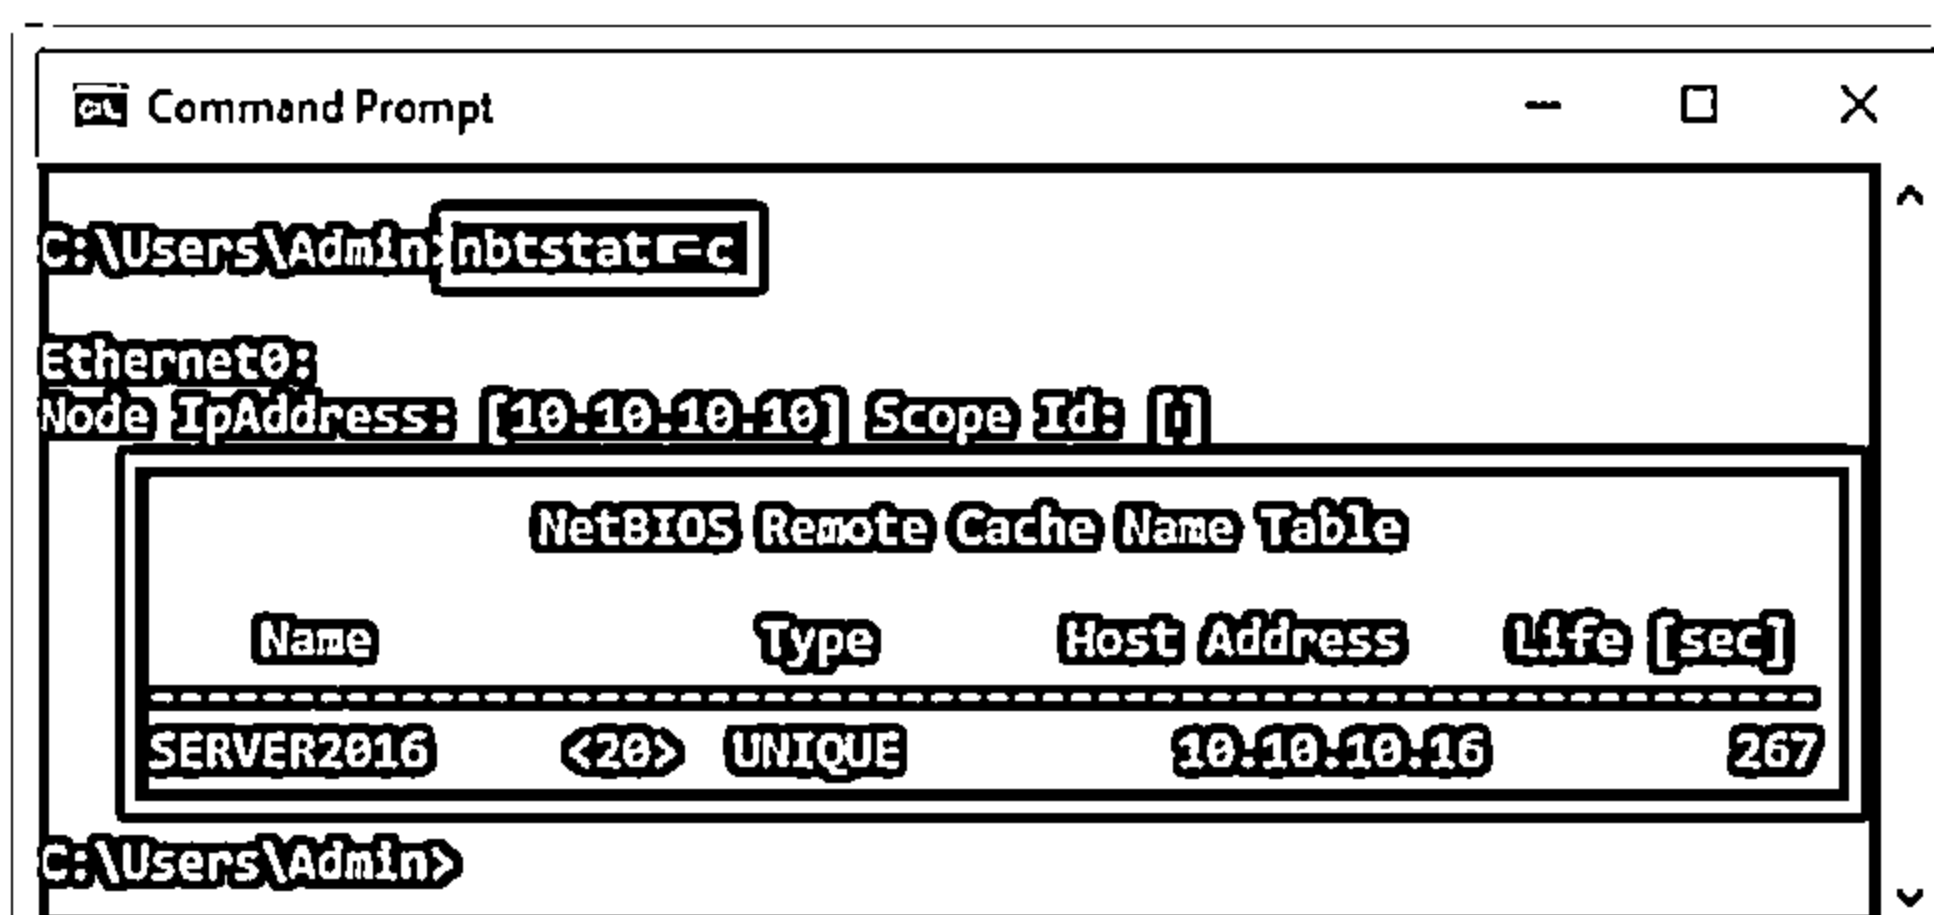 Command Prompt
C:\Users\Admin>nbtstat -c
Ethernet0:
Node IpAddress: [10.10.10.10] Scope Id: []
NetBIOS Remote Cache Name Table
Name Type Host Address Life [sec]
------------------------------------------------------------
SERVER2016 <20> UNIQUE 10.10.10.16 267
C:\Users\Admin>